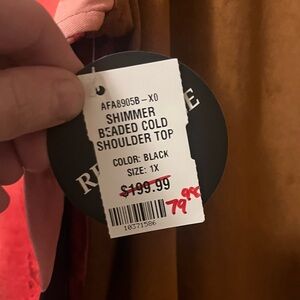 AFA8905B-X0
SHIMMER
BEADED COLD
SHOULDER TOP
COLOR: BLACK
SIZE: 1X
$199.99
79.99
10371586